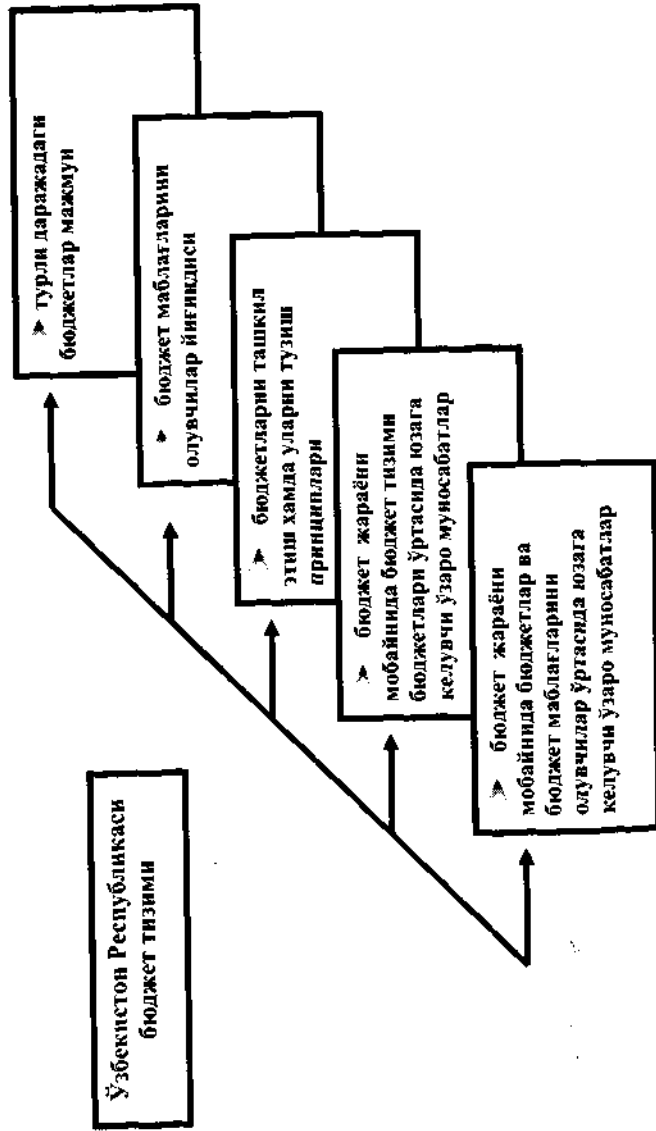 Ўзбекистон Республикаси
бюджет тизими
➢ турли даражадаги
бюджетлар мажмуи
➢ бюджет маблағларини
олувчилар йиғиндиси
➢ бюджетларни ташкил
этиш ҳамда уларни тузиш
принциплари
➢ бюджет жараёни
мобайнида бюджет тизими
бюджетлари ўртасида юзага
келувчи ўзаро муносабатлар
➢ бюджет жараёни
мобайнида бюджетлар ва
бюджет маблағларини
олувчилар ўртасида юзага
келувчи ўзаро муносабатлар